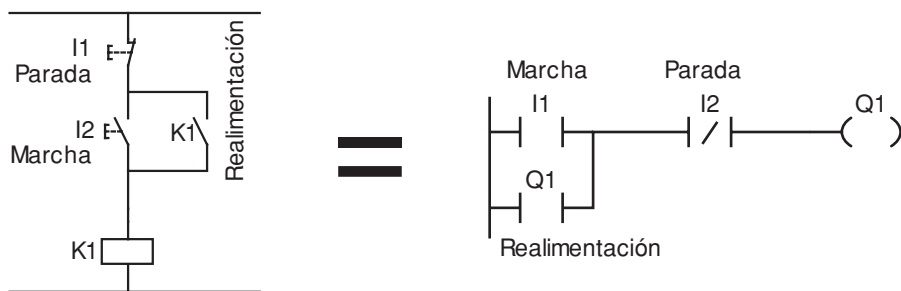 I1
Parada
I2
Marcha
K1
Realimentación
K1
Marcha
I1
Parada
I2
Q1
Q1
Realimentación